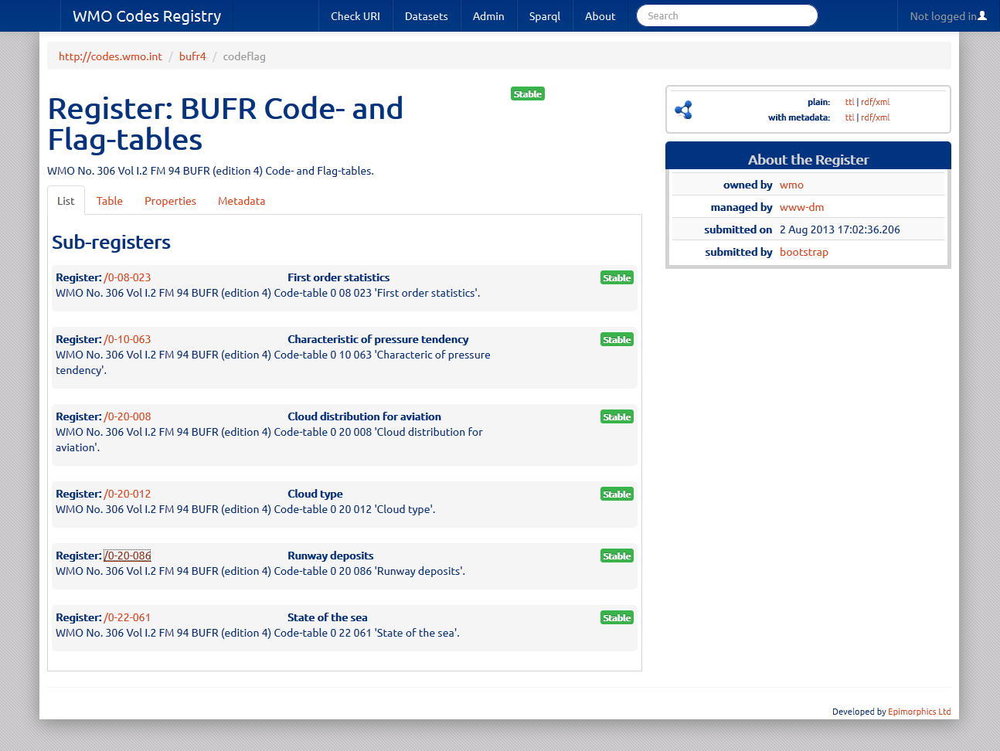 WMO Codes Registry Check URI Datasets Admin Sparql About Search Not logged in
http://codes.wmo.int / bufr4 / codeflag
Register: BUFR Code- and
Flag-tables
Stable
WMO No. 306 Vol I.2 FM 94 BUFR (edition 4) Code- and Flag-tables.
List Table Properties Metadata
Sub-registers
Register: /0-08-023 First order statistics Stable
WMO No. 306 Vol I.2 FM 94 BUFR (edition 4) Code-table 0 08 023 'First order statistics'.
Register: /0-10-063 Characteristic of pressure tendency Stable
WMO No. 306 Vol I.2 FM 94 BUFR (edition 4) Code-table 0 10 063 'Characteric of pressure
tendency'.
Register: /0-20-008 Cloud distribution for aviation Stable
WMO No. 306 Vol I.2 FM 94 BUFR (edition 4) Code-table 0 20 008 'Cloud distribution for
aviation'.
Register: /0-20-012 Cloud type Stable
WMO No. 306 Vol I.2 FM 94 BUFR (edition 4) Code-table 0 20 012 'Cloud type'.
Register: /0-20-086 Runway deposits Stable
WMO No. 306 Vol I.2 FM 94 BUFR (edition 4) Code-table 0 20 086 'Runway deposits'.
Register: /0-22-061 State of the sea Stable
WMO No. 306 Vol I.2 FM 94 BUFR (edition 4) Code-table 0 22 061 'State of the sea'.
plain: ttl | rdf/xml
with metadata: ttl | rdf/xml
About the Register
owned by wmo
managed by www-dm
submitted on 2 Aug 2013 17:02:36.206
submitted by bootstrap
Developed by Epimorphics Ltd